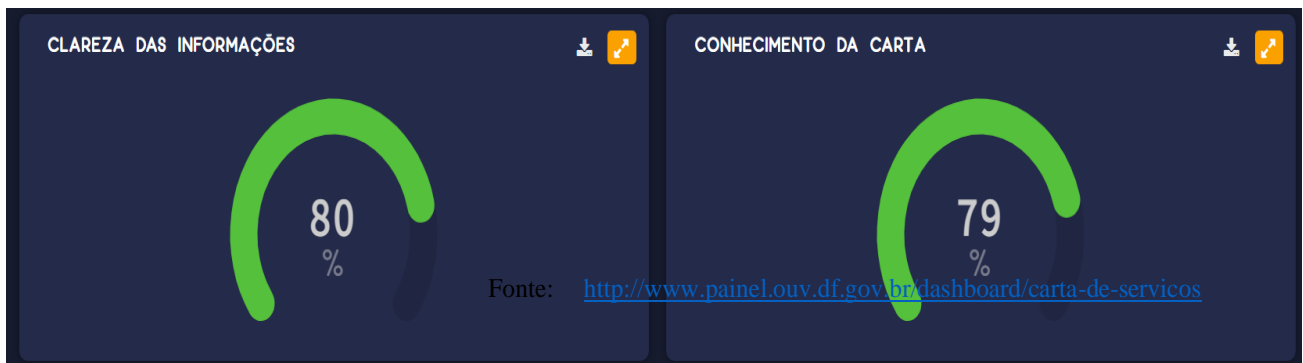 CLAREZA DAS INFORMAÇÕES
CONHECIMENTO DA CARTA
80
%
79
%
Fonte: http://www.painel.ouv.df.gov.br/dashboard/carta-de-servicos